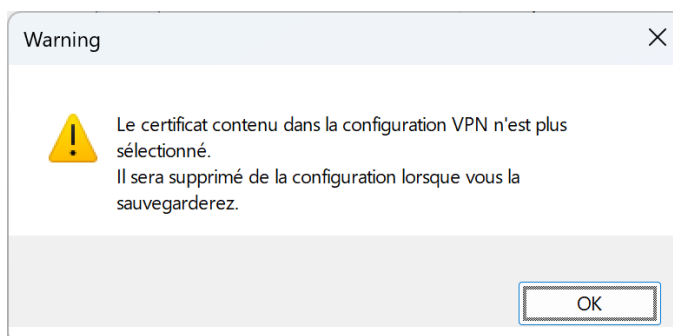 Warning
Le certificat contenu dans la configuration VPN n'est plus
sélectionné.
Il sera supprimé de la configuration lorsque vous la
sauvegarderez.
OK